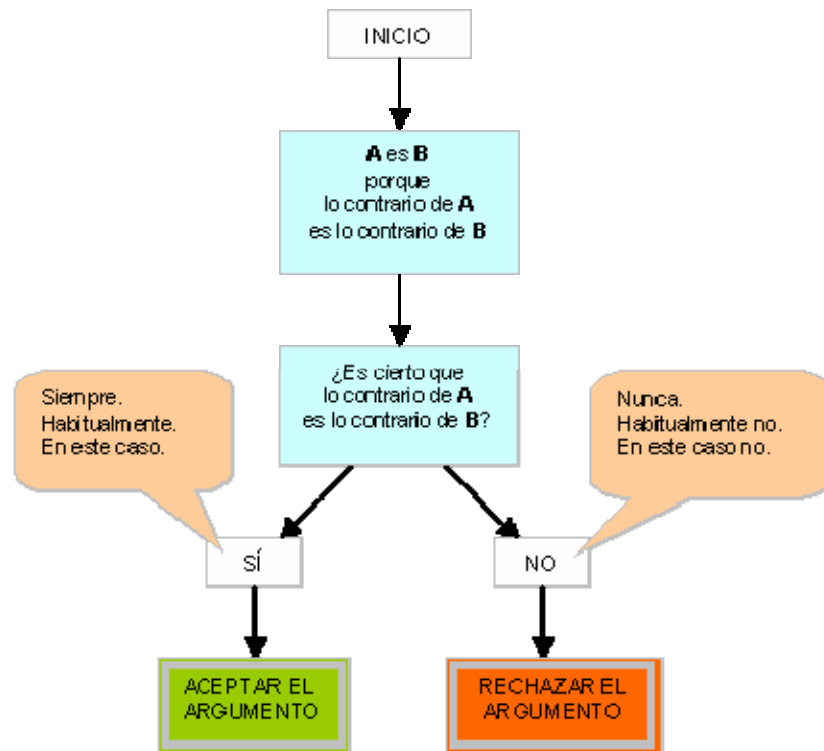 INICIO
A es B
porque
lo contrario de A
es lo contrario de B
¿Es cierto que
lo contrario de A
es lo contrario de B?
Siempre.
Habitualmente.
En este caso.
Nunca.
Habitualmente no.
En este caso no.
SÍ
NO
ACEPTAR EL
ARGUMENTO
RECHAZAR EL
ARGUMENTO